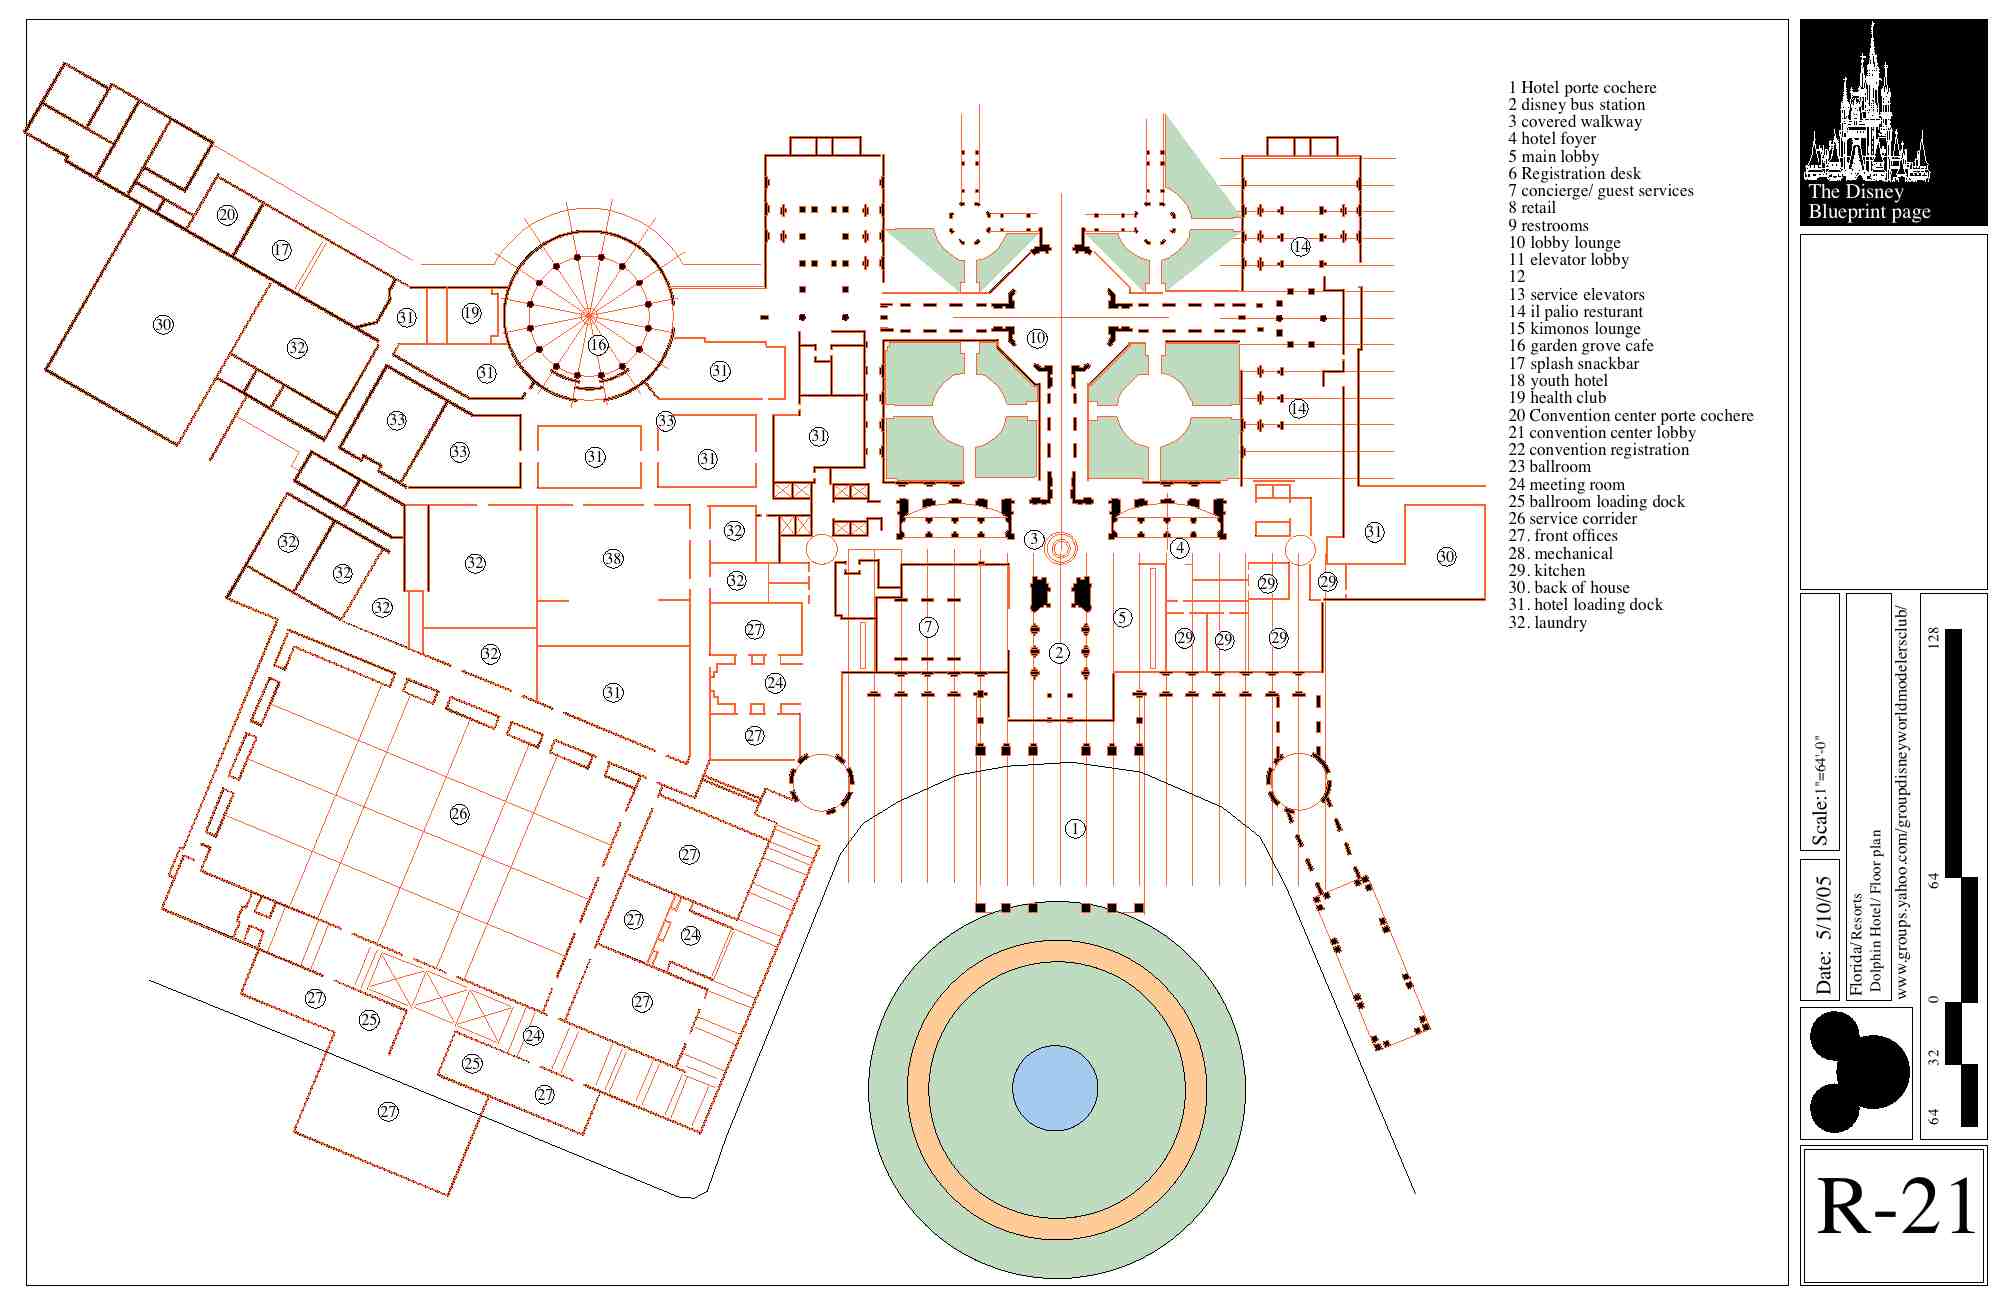 1 Hotel porte cochere
2 disney bus station
3 covered walkway
4 hotel foyer
5 main lobby
6 Registration desk
7 concierge/ guest services
8 retail
9 restrooms
10 lobby lounge
11 elevator lobby
12
13 service elevators
14 il palio resturant
15 kimonos lounge
16 garden grove cafe
17 splash snackbar
18 youth hotel
19 health club
20 Convention center porte cochere
21 convention center lobby
22 convention registration
23 ballroom
24 meeting room
25 ballroom loading dock
26 service corrider
27. front offices
28. mechanical
29. kitchen
30. back of house
31. hotel loading dock
32. laundry
20
17
30
32
31
19
16
31
31
33
33
33
31
31
31
32
32
32
32
38
32
32
32
31
27
24
27
26
27
27
24
27
27
25
24
25
27
27
14
10
14
3
4
7
5
2
29
29
29
29
29
31
30
1
The Disney
Blueprint page
Scale:1"=64'-0"
Date: 5/10/05
Florida/Resorts
Dolphin Hotel/ Floor plan
www.groups.yahoo.com/groupdisneyworldmodelersclub/
128
64
0
32
64
R-21